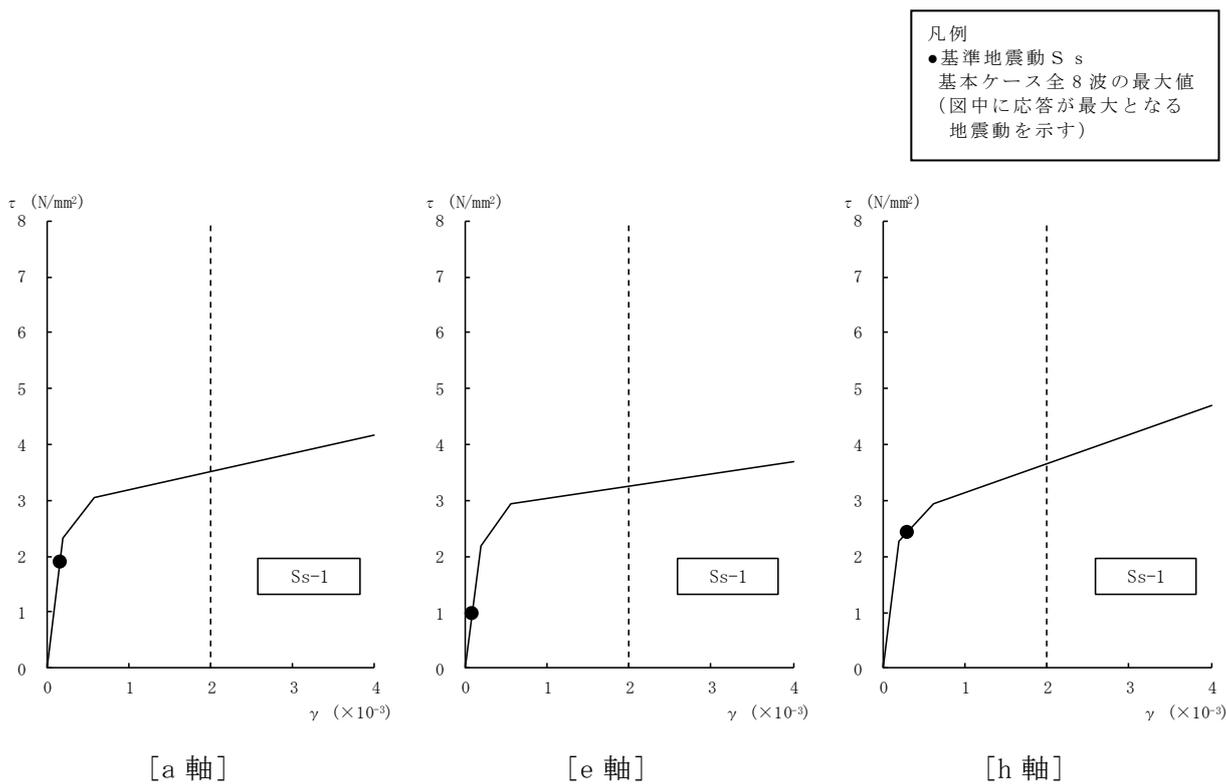 凡例
●基準地震動Ｓｓ
基本ケース全8波の最大値
（図中に応答が最大となる
地震動を示す）
τ (N/mm²)
8
7
6
5
4
3
2
1
0
0 1 2 3 4
γ (×10⁻³)
Ss-1
[a 軸]
τ (N/mm²)
8
7
6
5
4
3
2
1
0
0 1 2 3 4
γ (×10⁻³)
Ss-1
[e 軸]
τ (N/mm²)
8
7
6
5
4
3
2
1
0
0 1 2 3 4
γ (×10⁻³)
Ss-1
[h 軸]